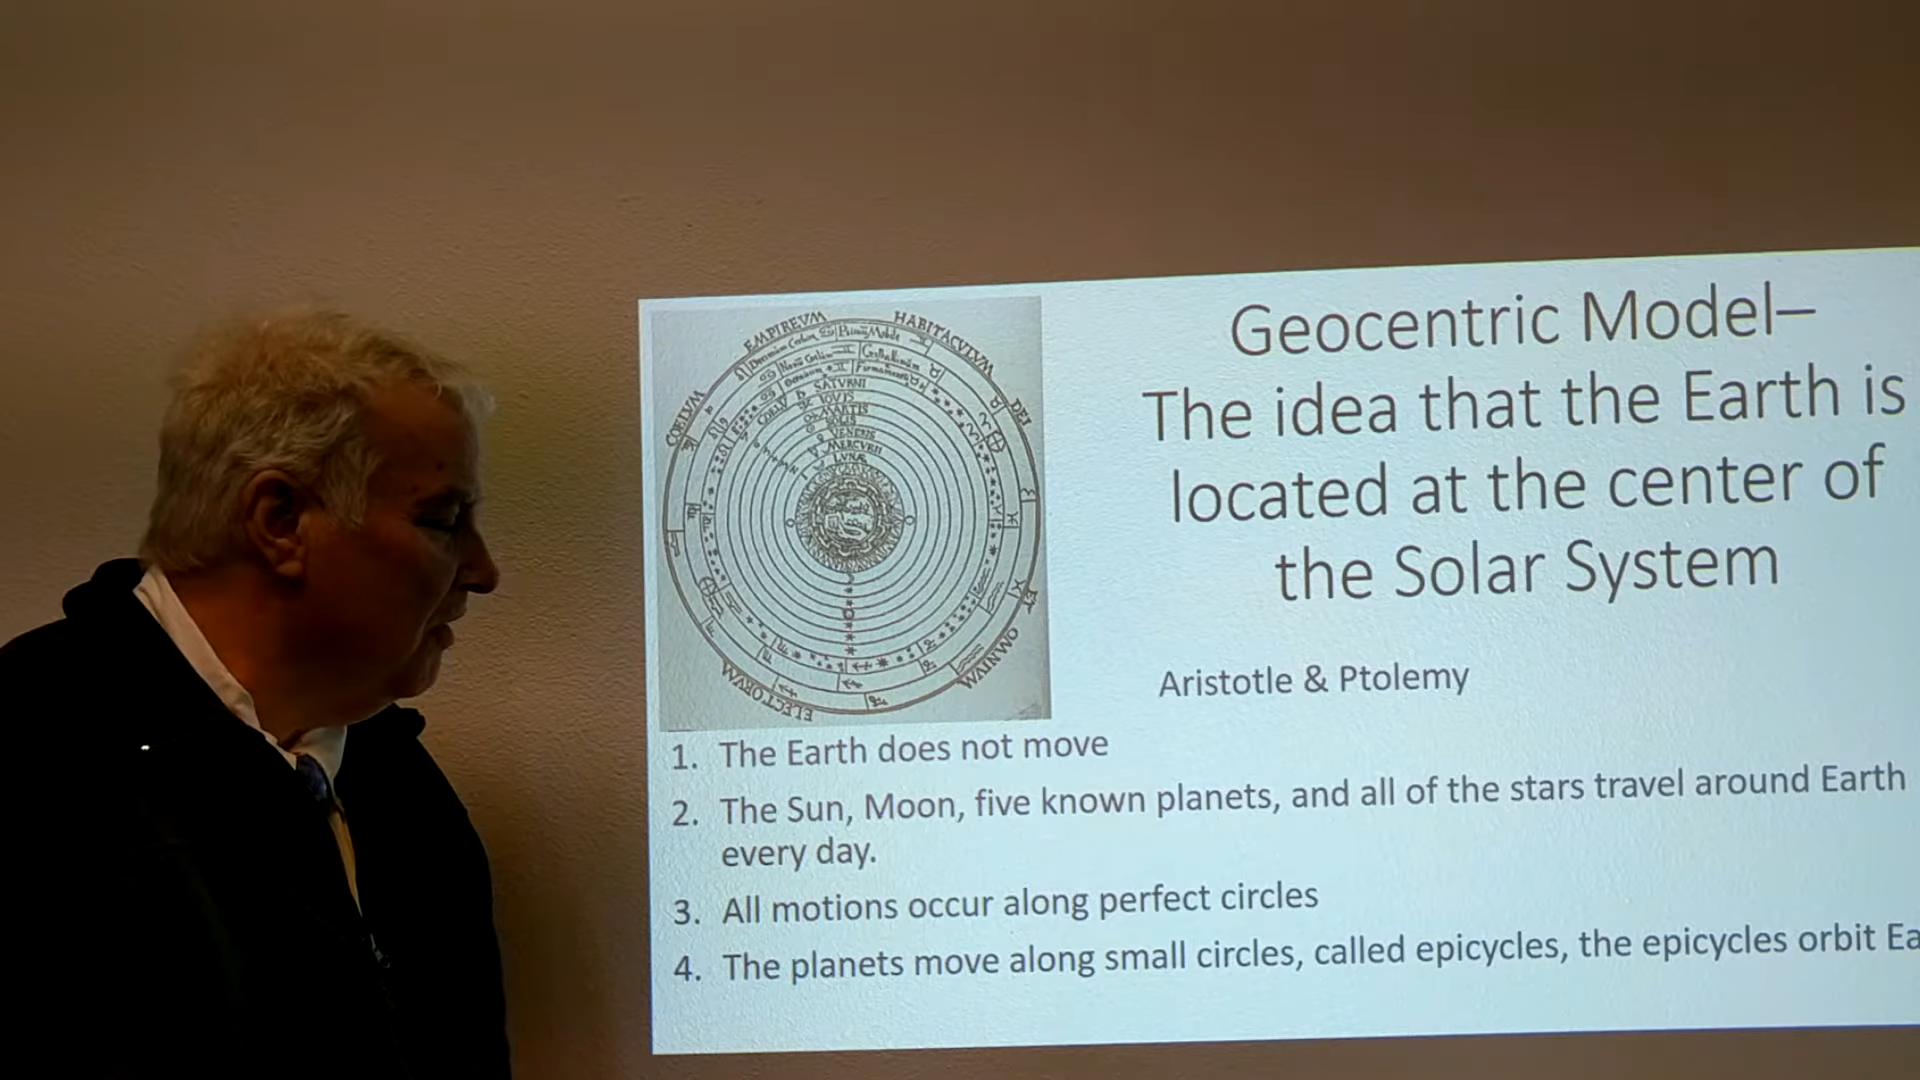 Geocentric Model–
The idea that the Earth is
located at the center of
the Solar System
Aristotle & Ptolemy
COELVM EMPIREVM HABITACVLVM DEI ET OMNIVM ELECTORVM
SATVRNI
IOVIS
MARTIS
SOLIS
VENERIS
MERCVRII
LVNÆ
1. The Earth does not move
2. The Sun, Moon, five known planets, and all of the stars travel around Earth
every day.
3. All motions occur along perfect circles
4. The planets move along small circles, called epicycles, the epicycles orbit Ea